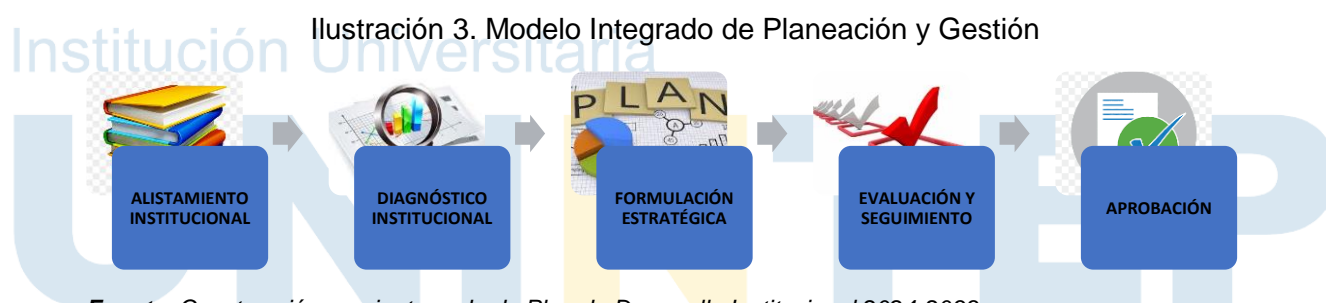 Ilustración 3. Modelo Integrado de Planeación y Gestión
Institución Universitaria
PLAN
ALISTAMIENTO
INSTITUCIONAL
DIAGNÓSTICO
INSTITUCIONAL
FORMULACIÓN
ESTRATÉGICA
EVALUACIÓN Y
SEGUIMIENTO
APROBACIÓN
UNINTEP